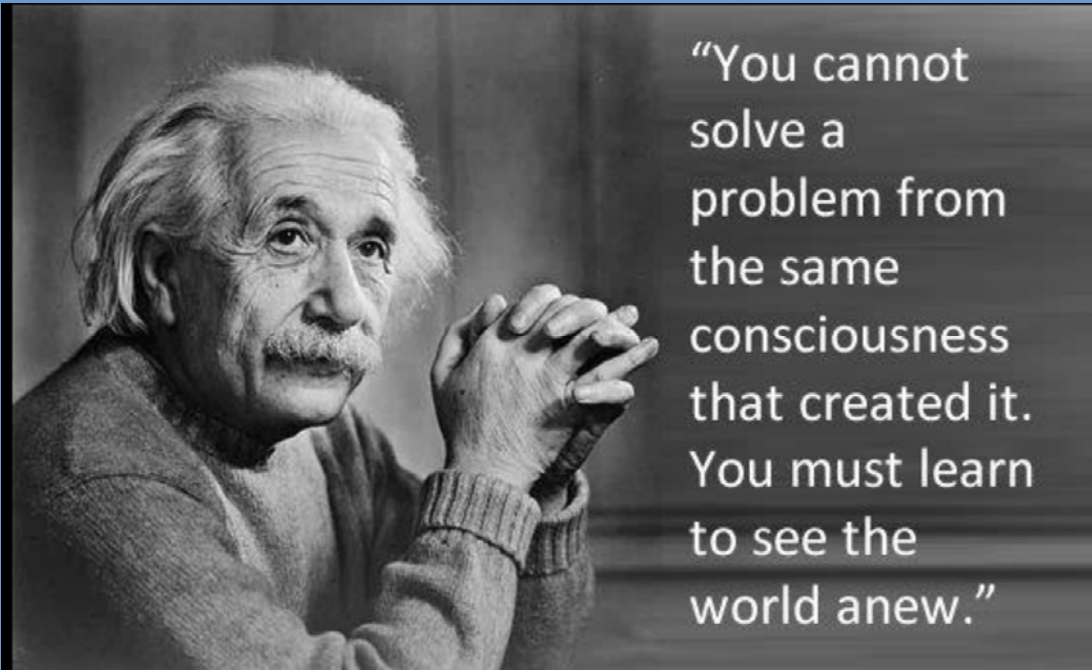 “You cannot
solve a
problem from
the same
consciousness
that created it.
You must learn
to see the
world anew.”